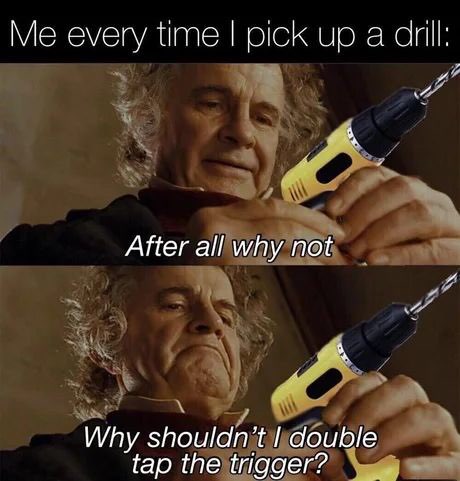 Me every time I pick up a drill:
After all why not
Why shouldn't I double
tap the trigger?